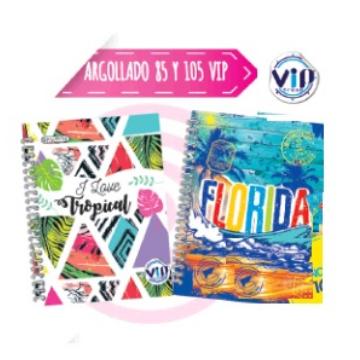 ARGOLLADO 85 Y 105 VIP
VIP
I Love
Tropical
VIP
FLORIDA